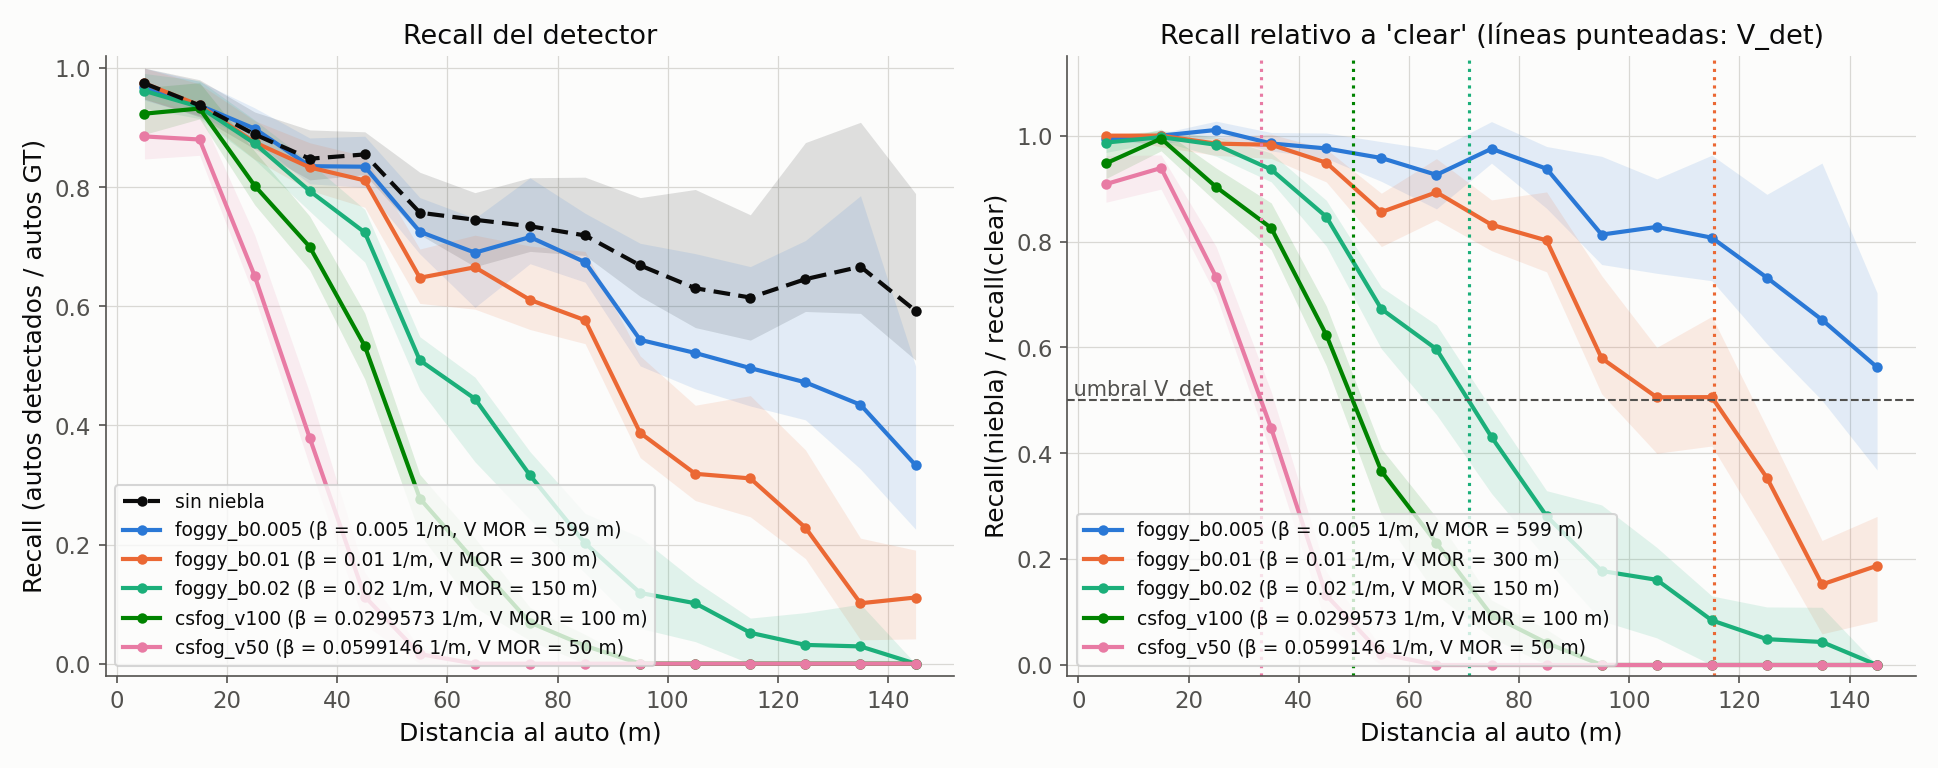 Recall del detector
Recall (autos detectados / autos GT)
1.0
0.8
0.6
0.4
0.2
0.0
sin niebla
foggy_b0.005 (β = 0.005 1/m, V MOR = 599 m)
foggy_b0.01 (β = 0.01 1/m, V MOR = 300 m)
foggy_b0.02 (β = 0.02 1/m, V MOR = 150 m)
csfog_v100 (β = 0.0299573 1/m, V MOR = 100 m)
csfog_v50 (β = 0.0599146 1/m, V MOR = 50 m)
0 20 40 60 80 100 120 140
Distancia al auto (m)
Recall relativo a 'clear' (líneas punteadas: V_det)
Recall(niebla) / recall(clear)
1.0
0.8
0.6
umbral V_det
0.4
0.2
0.0
foggy_b0.005 (β = 0.005 1/m, V MOR = 599 m)
foggy_b0.01 (β = 0.01 1/m, V MOR = 300 m)
foggy_b0.02 (β = 0.02 1/m, V MOR = 150 m)
csfog_v100 (β = 0.0299573 1/m, V MOR = 100 m)
csfog_v50 (β = 0.0599146 1/m, V MOR = 50 m)
0 20 40 60 80 100 120 140
Distancia al auto (m)